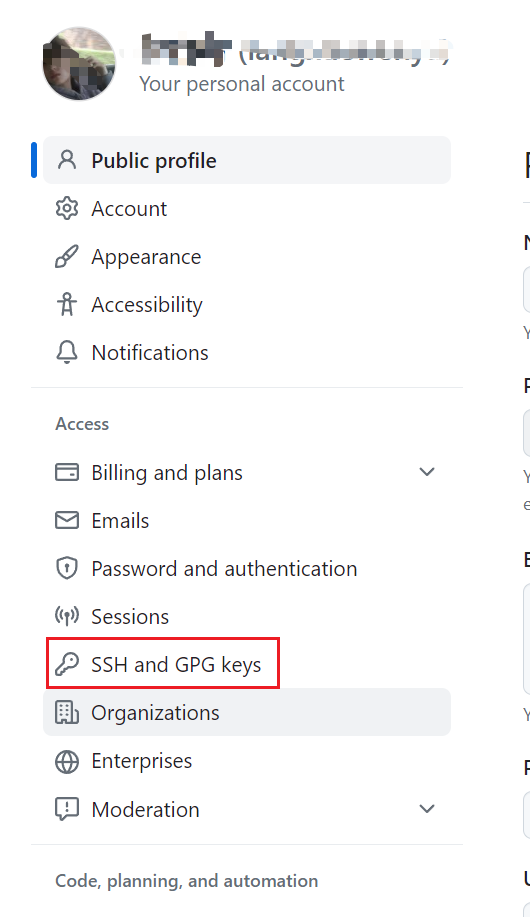 Your personal account
Public profile
Account
Appearance
Accessibility
Notifications
Access
Billing and plans
Emails
Password and authentication
Sessions
SSH and GPG keys
Organizations
Enterprises
Moderation
Code, planning, and automation